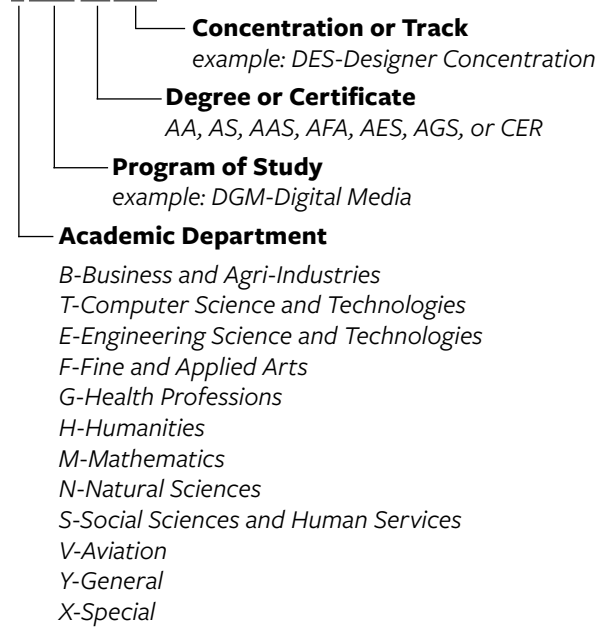 Concentration or Track
example: DES-Designer Concentration
Degree or Certificate
AA, AS, AAS, AFA, AES, AGS, or CER
Program of Study
example: DGM-Digital Media
Academic Department
B-Business and Agri-Industries
T-Computer Science and Technologies
E-Engineering Science and Technologies
F-Fine and Applied Arts
G-Health Professions
H-Humanities
M-Mathematics
N-Natural Sciences
S-Social Sciences and Human Services
V-Aviation
Y-General
X-Special